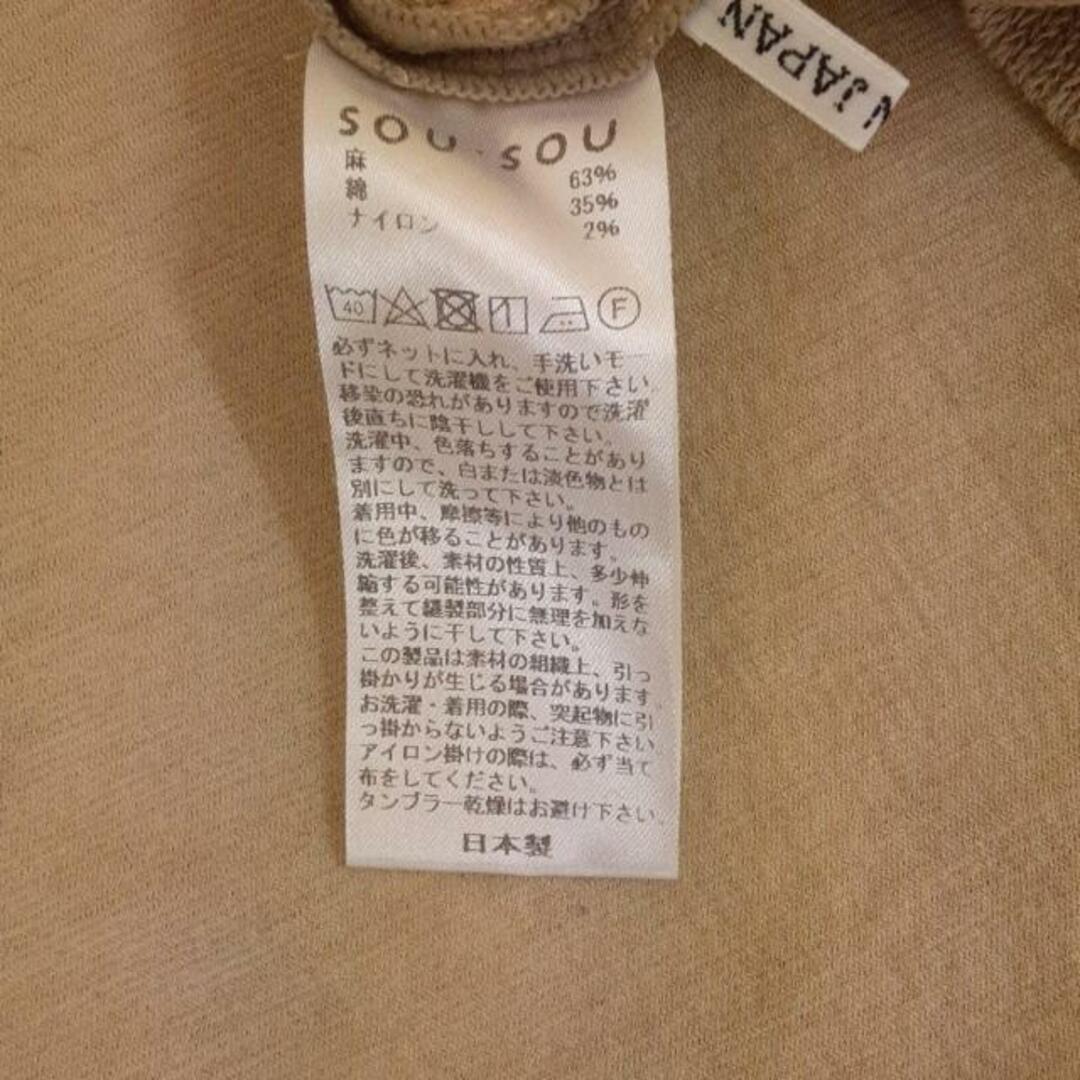 SOU・SOU
麻 63%
綿 35%
ナイロン 2%
40
F
必ずネットに入れ、手洗いモー
ドにして洗濯機をご使用下さい。
移染の恐れがありますので洗濯
後直ちに陰干しして下さい。
洗濯中、色落ちすることがあり
ますので、白または淡色物とは
別にして洗って下さい。
着用中、摩擦等により他のもの
に色が移ることがあります。
洗濯後、素材の性質上、多少伸
縮する可能性があります。形を
整えて縫製部分に無理を加えな
いように干して下さい。
この製品は素材の組織上、引っ
掛かりが生じる場合があります。
お洗濯・着用の際、突起物に引
っ掛からないようご注意下さい。
アイロン掛けの際は、必ず当て
布をしてください。
タンブラー乾燥はお避け下さい。
日本製
N JAPAN